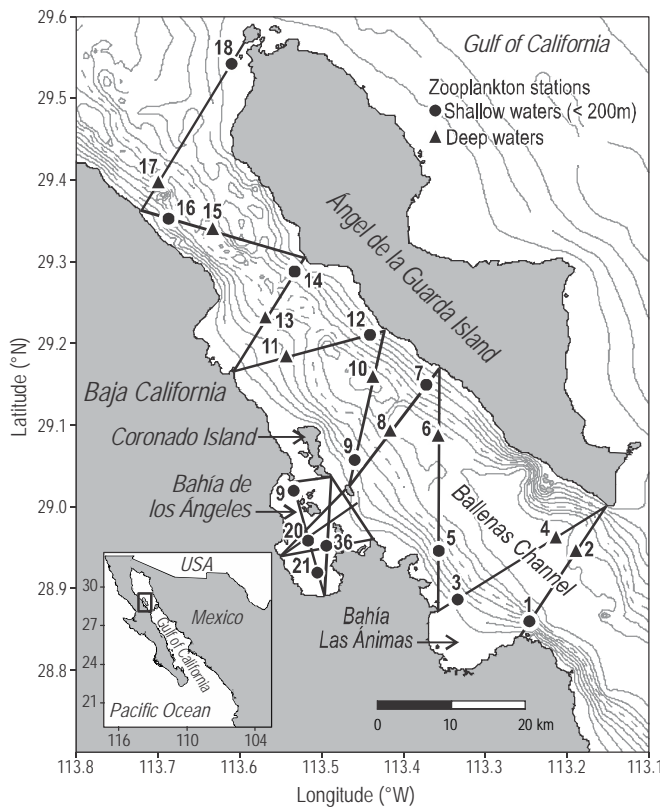 29.6
29.5
29.4
29.3
29.2
29.1
29.0
28.9
28.8
Latitude (°N)
18
Gulf of California
Zooplankton stations
Shallow waters (< 200m)
Deep waters
17
16
15
Ángel de la Guarda Island
14
13
12
11
10
7
Baja California
8
6
Coronado Island
9
Bahía de
los Ángeles
9
20
36
21
5
4
2
Ballenas Channel
3
1
Bahía
Las Ánimas
USA
Mexico
Gulf of California
Pacific Ocean
30
27
24
21
116
110
104
0
10
20 km
113.8
113.7
113.6
113.5
113.4
113.3
113.2
113.1
Longitude (°W)